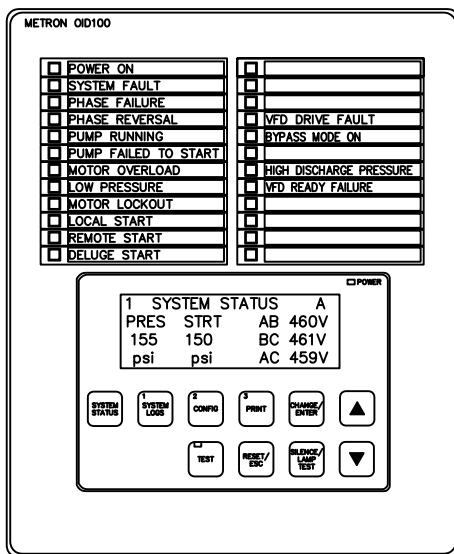 METRON OID100
POWER ON
SYSTEM FAULT
PHASE FAILURE
PHASE REVERSAL
PUMP RUNNING
PUMP FAILED TO START
MOTOR OVERLOAD
LOW PRESSURE
MOTOR LOCKOUT
LOCAL START
REMOTE START
DELUGE START
VFD DRIVE FAULT
BYPASS MODE ON
HIGH DISCHARGE PRESSURE
VFD READY FAILURE
POWER
1 SYSTEM STATUS A
PRES STRT AB 460V
155 150 BC 461V
psi psi AC 459V
SYSTEM
STATUS
1
SYSTEM
LOGS
2
CONFIG
3
PRINT
CHANGE/
ENTER
TEST
RESET/
ESC
SILENCE/
LAMP
TEST